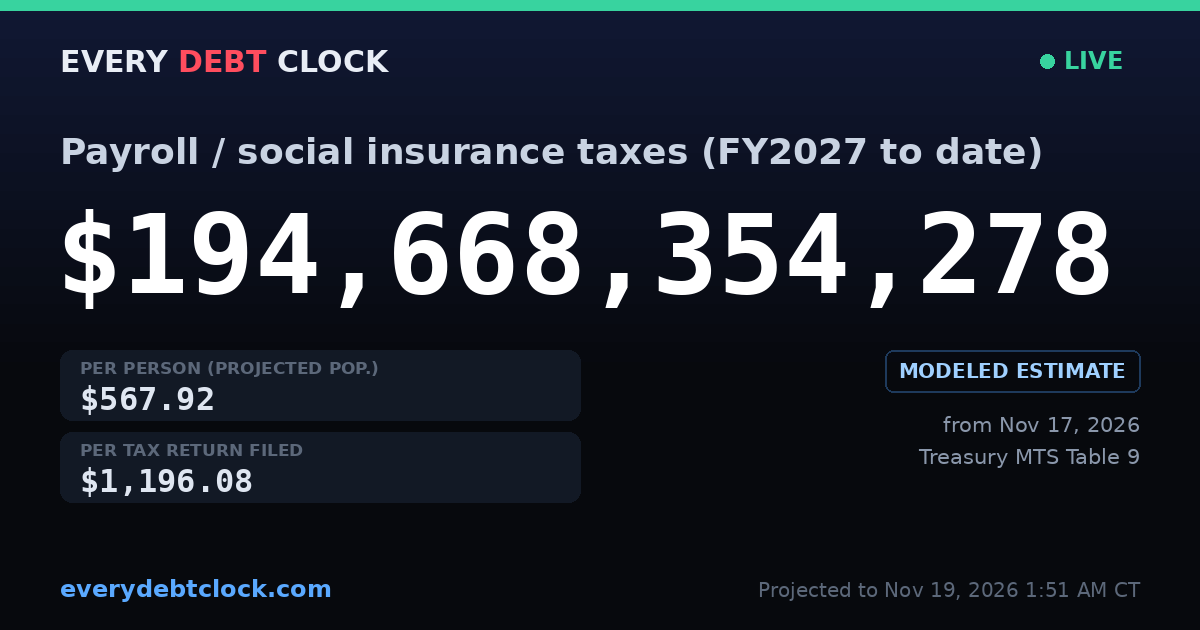 EVERY DEBT CLOCK
LIVE
Payroll / social insurance taxes (FY2027 to date)
$194,668,354,278
PER PERSON (PROJECTED POP.)
$567.92
PER TAX RETURN FILED
$1,196.08
MODELED ESTIMATE
from Nov 17, 2026
Treasury MTS Table 9
everydebtclock.com
Projected to Nov 19, 2026 1:51 AM CT